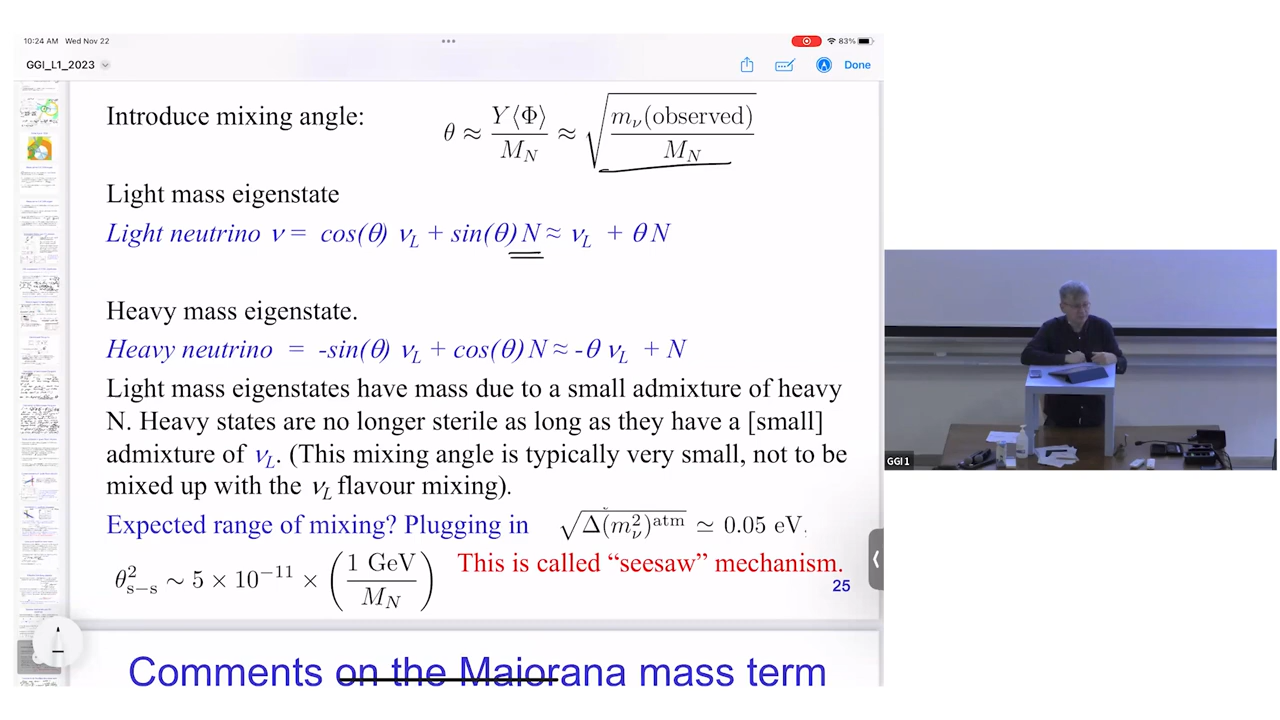 10:24 AM Wed Nov 22
83%
GGI_L1_2023
Done
Introduce mixing angle: θ ≈ Y⟨Φ⟩/M_N ≈ √(m_ν(observed)/M_N)
Light mass eigenstate
Light neutrino ν = cos(θ) ν_L + sin(θ) N ≈ ν_L + θ N
Heavy mass eigenstate.
Heavy neutrino = -sin(θ) ν_L + cos(θ) N ≈ -θ ν_L + N
Light mass eigenstates have mass due to a small admixture of heavy
N. Heavy states are no longer sterile as long as they have a [small]
admixture of ν_L. (This mixing angle is typically very small, not to be
mixed up with the ν_L flavour mixing).
Expected range of mixing? Plugging in √Δ(m_ν²)^atm ≃ 0.05 eV.
θ²_s–s ~ 5 × 10⁻¹¹ × (1 GeV/M_N) This is called “seesaw” mechanism.
25
Comments on the Majorana mass term
GGI 1